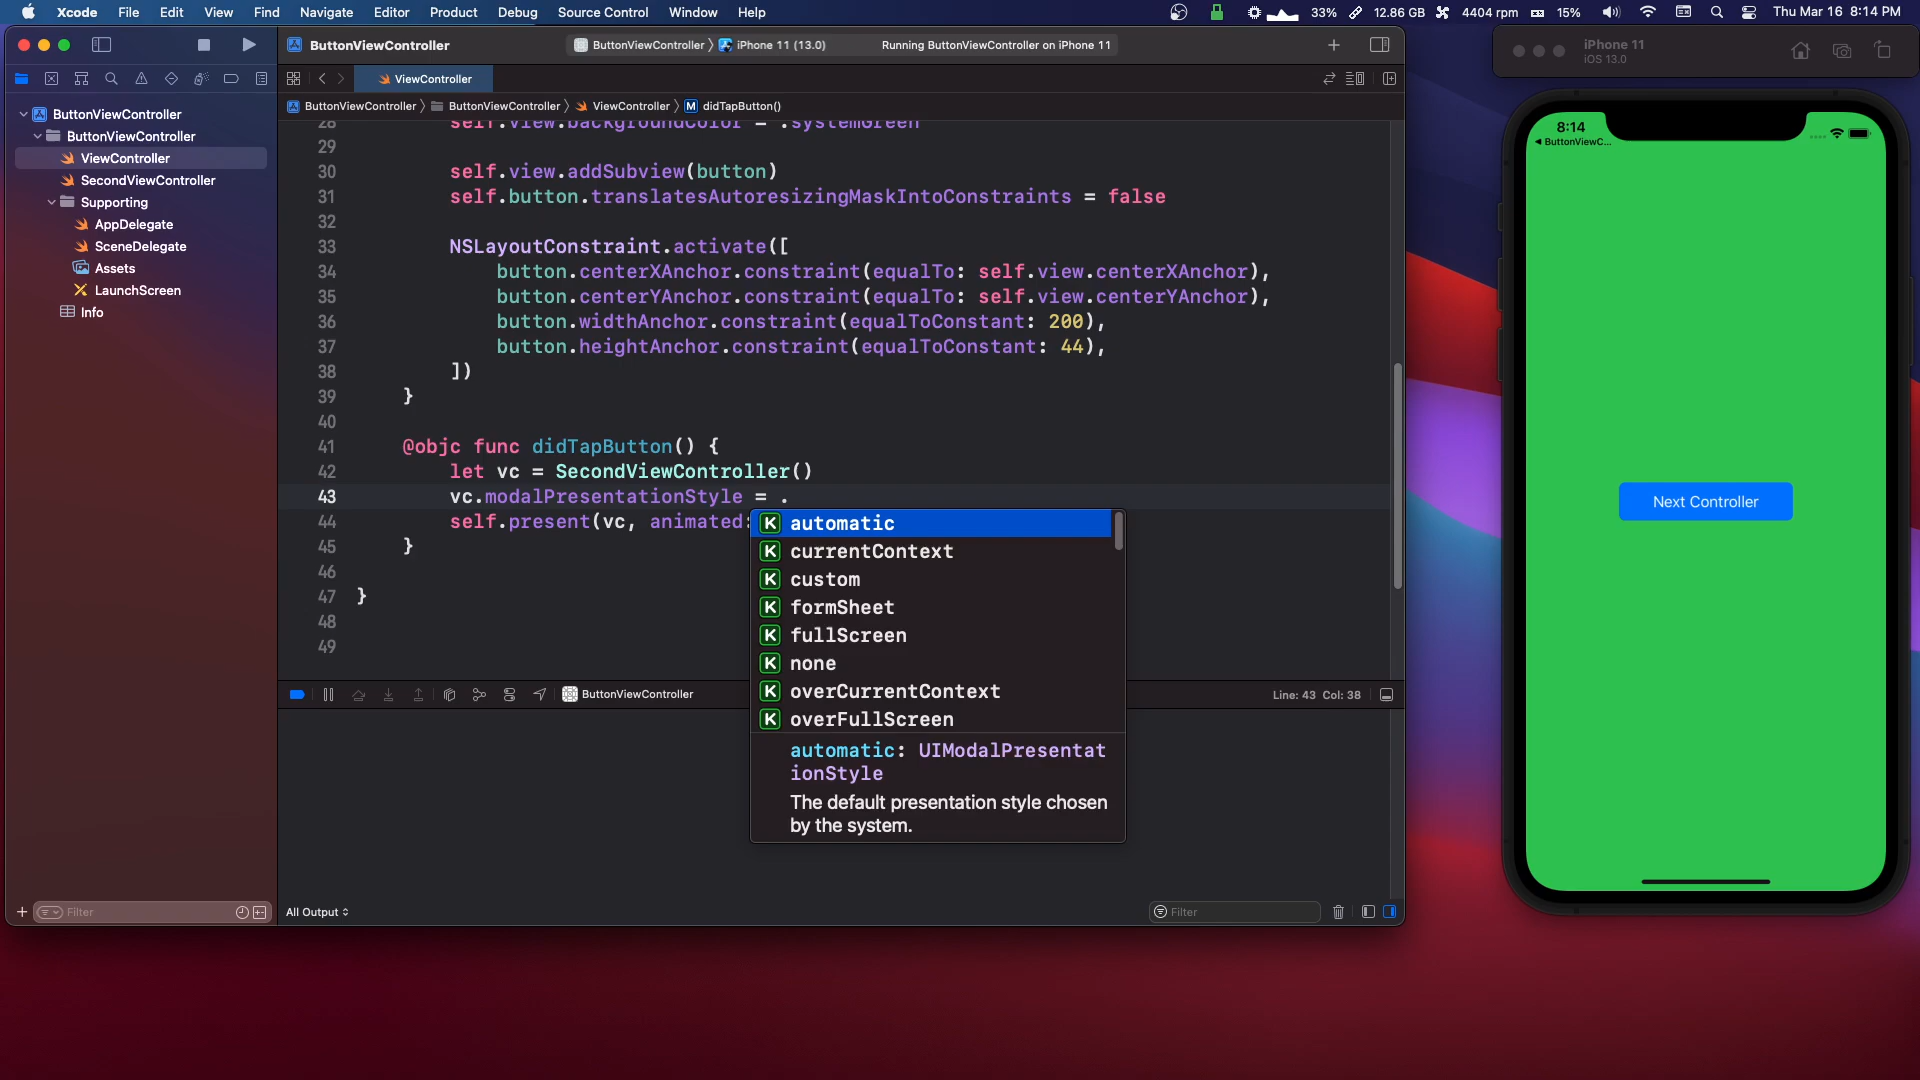 Xcode File Edit View Find Navigate Editor Product Debug Source Control Window Help 33% 12.86 GB 4404 rpm 15% Thu Mar 16 8:14 PM
ButtonViewController
ButtonViewController 〉 iPhone 11 (13.0) Running ButtonViewController on iPhone 11
ViewController
ButtonViewController 〉 ButtonViewController 〉 ViewController 〉 M didTapButton()
ButtonViewController
ButtonViewController
ViewController
SecondViewController
Supporting
AppDelegate
SceneDelegate
Assets
LaunchScreen
Info
Filter
28 self.view.backgroundColor = .systemGreen
29
30 self.view.addSubview(button)
31 self.button.translatesAutoresizingMaskIntoConstraints = false
32
33 NSLayoutConstraint.activate([
34 button.centerXAnchor.constraint(equalTo: self.view.centerXAnchor),
35 button.centerYAnchor.constraint(equalTo: self.view.centerYAnchor),
36 button.widthAnchor.constraint(equalToConstant: 200),
37 button.heightAnchor.constraint(equalToConstant: 44),
38 ])
39 }
40
41 @objc func didTapButton() {
42 let vc = SecondViewController()
43 vc.modalPresentationStyle = .
44 self.present(vc, animated:
45 }
46
47 }
48
49
K automatic
K currentContext
K custom
K formSheet
K fullScreen
K none
K overCurrentContext
K overFullScreen
automatic: UIModalPresentat
ionStyle
The default presentation style chosen
by the system.
ButtonViewController
Line: 43 Col: 38
All Output
Filter
iPhone 11
iOS 13.0
8:14
ButtonViewC...
Next Controller